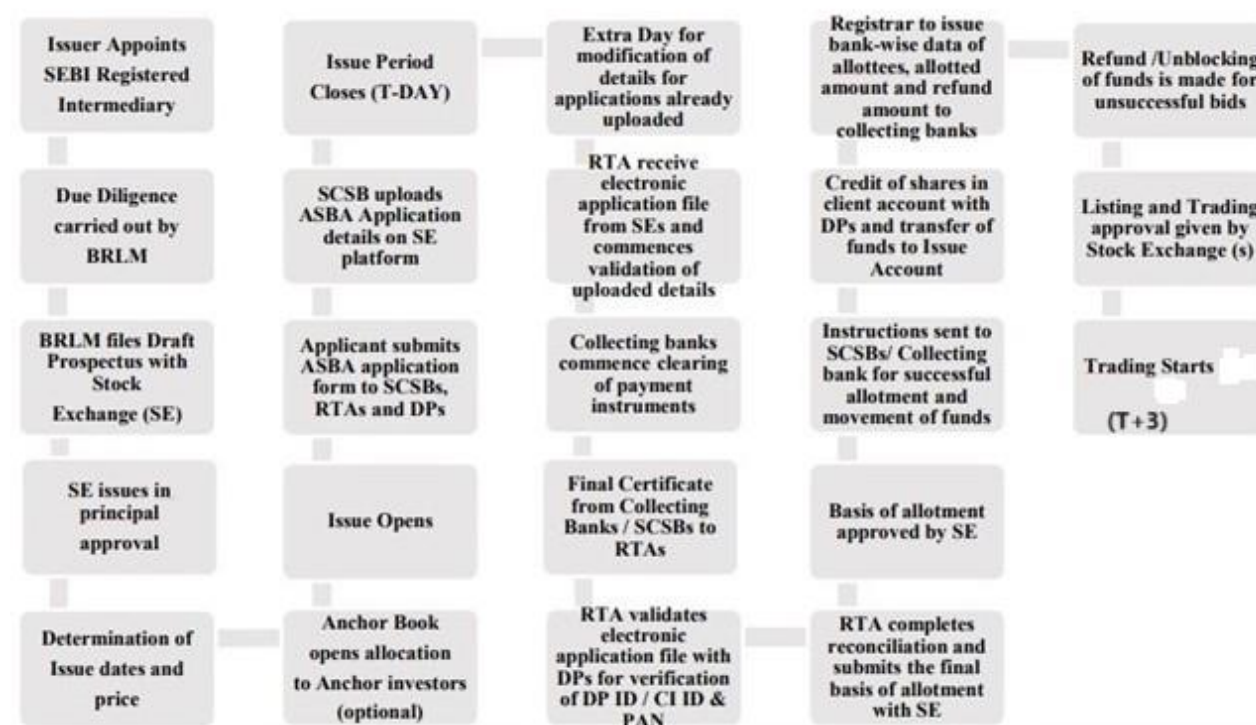 Issuer Appoints
SEBI Registered
Intermediary
Due Diligence
carried out by
BRLM
BRLM files Draft
Prospectus with
Stock
Exchange (SE)
SE issues in
principal
approval
Determination of
Issue dates and
price
Anchor Book
opens allocation
to Anchor investors
(optional)
Issue Opens
Applicant submits
ASBA application
form to SCSBs,
RTAs and DPs
SCSB uploads
ASBA Application
details on SE
platform
Issue Period
Closes (T-DAY)
Extra Day for
modification of
details for
applications already
uploaded
RTA receive
electronic
application file
from SEs and
commences
validation of
uploaded details
Collecting banks
commence clearing
of payment
instruments
Final Certificate
from Collecting
Banks / SCSBs to
RTAs
RTA validates
electronic
application file with
DPs for verification
of DP ID / CI ID &
PAN
RTA completes
reconciliation and
submits the final
basis of allotment
with SE
Basis of allotment
approved by SE
Instructions sent to
SCSBs/ Collecting
bank for successful
allotment and
movement of funds
Credit of shares in
client account with
DPs and transfer of
funds to Issue
Account
Registrar to issue
bank-wise data of
allottees, allotted
amount and refund
amount to
collecting banks
Refund /Unblocking
of funds is made for
unsuccessful bids
Listing and Trading
approval given by
Stock Exchange (s)
Trading Starts
(T+3)